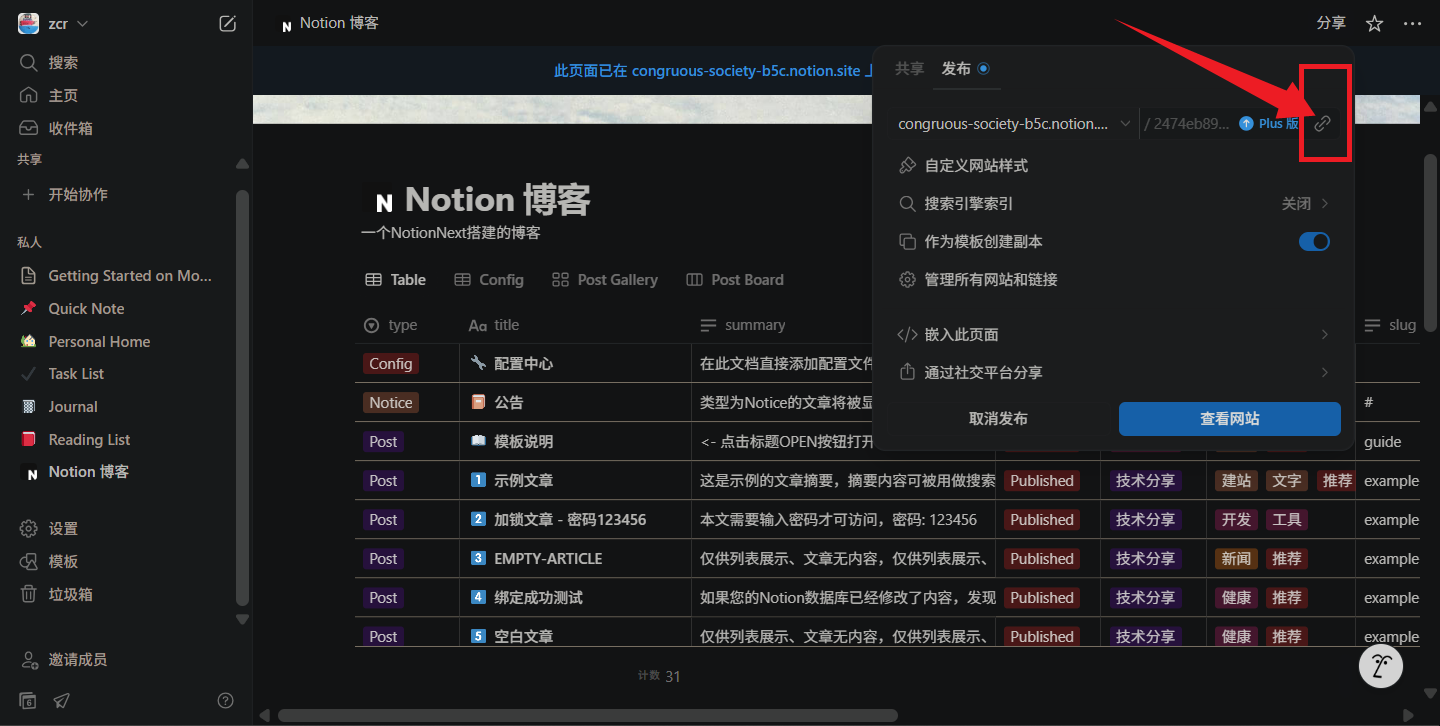 zcr
Notion 博客
分享
搜索
主页
收件箱
共享
开始协作
私人
Getting Started on Mo...
Quick Note
Personal Home
Task List
Journal
Reading List
Notion 博客
设置
模板
垃圾箱
邀请成员
6
此页面已在 congruous-society-b5c.notion.site 上
共享
发布
congruous-society-b5c.notion....
/ 2474eb89...
Plus 版
自定义网站样式
搜索引擎索引
关闭
作为模板创建副本
管理所有网站和链接
嵌入此页面
通过社交平台分享
取消发布
查看网站
Notion 博客
一个NotionNext搭建的博客
Table Config Post Gallery Post Board
type Aa title summary slug
Config 配置中心 在此文档直接添加配置文件
Notice 公告 类型为Notice的文章将被显 #
Post 模板说明 <- 点击标题OPEN按钮打开 guide
Post 1 示例文章 这是示例的文章摘要，摘要内容可被用做搜索 Published 技术分享 建站 文字 推荐 example
Post 2 加锁文章 - 密码123456 本文需要输入密码才可访问，密码: 123456 Published 技术分享 开发 工具 example
Post 3 EMPTY-ARTICLE 仅供列表展示、文章无内容，仅供列表展示、 Published 技术分享 新闻 推荐 example
Post 4 绑定成功测试 如果您的Notion数据库已经修改了内容，发现 Published 技术分享 健康 推荐 example
Post 5 空白文章 仅供列表展示、文章无内容，仅供列表展示、 Published 技术分享 健康 推荐 example
计数 31